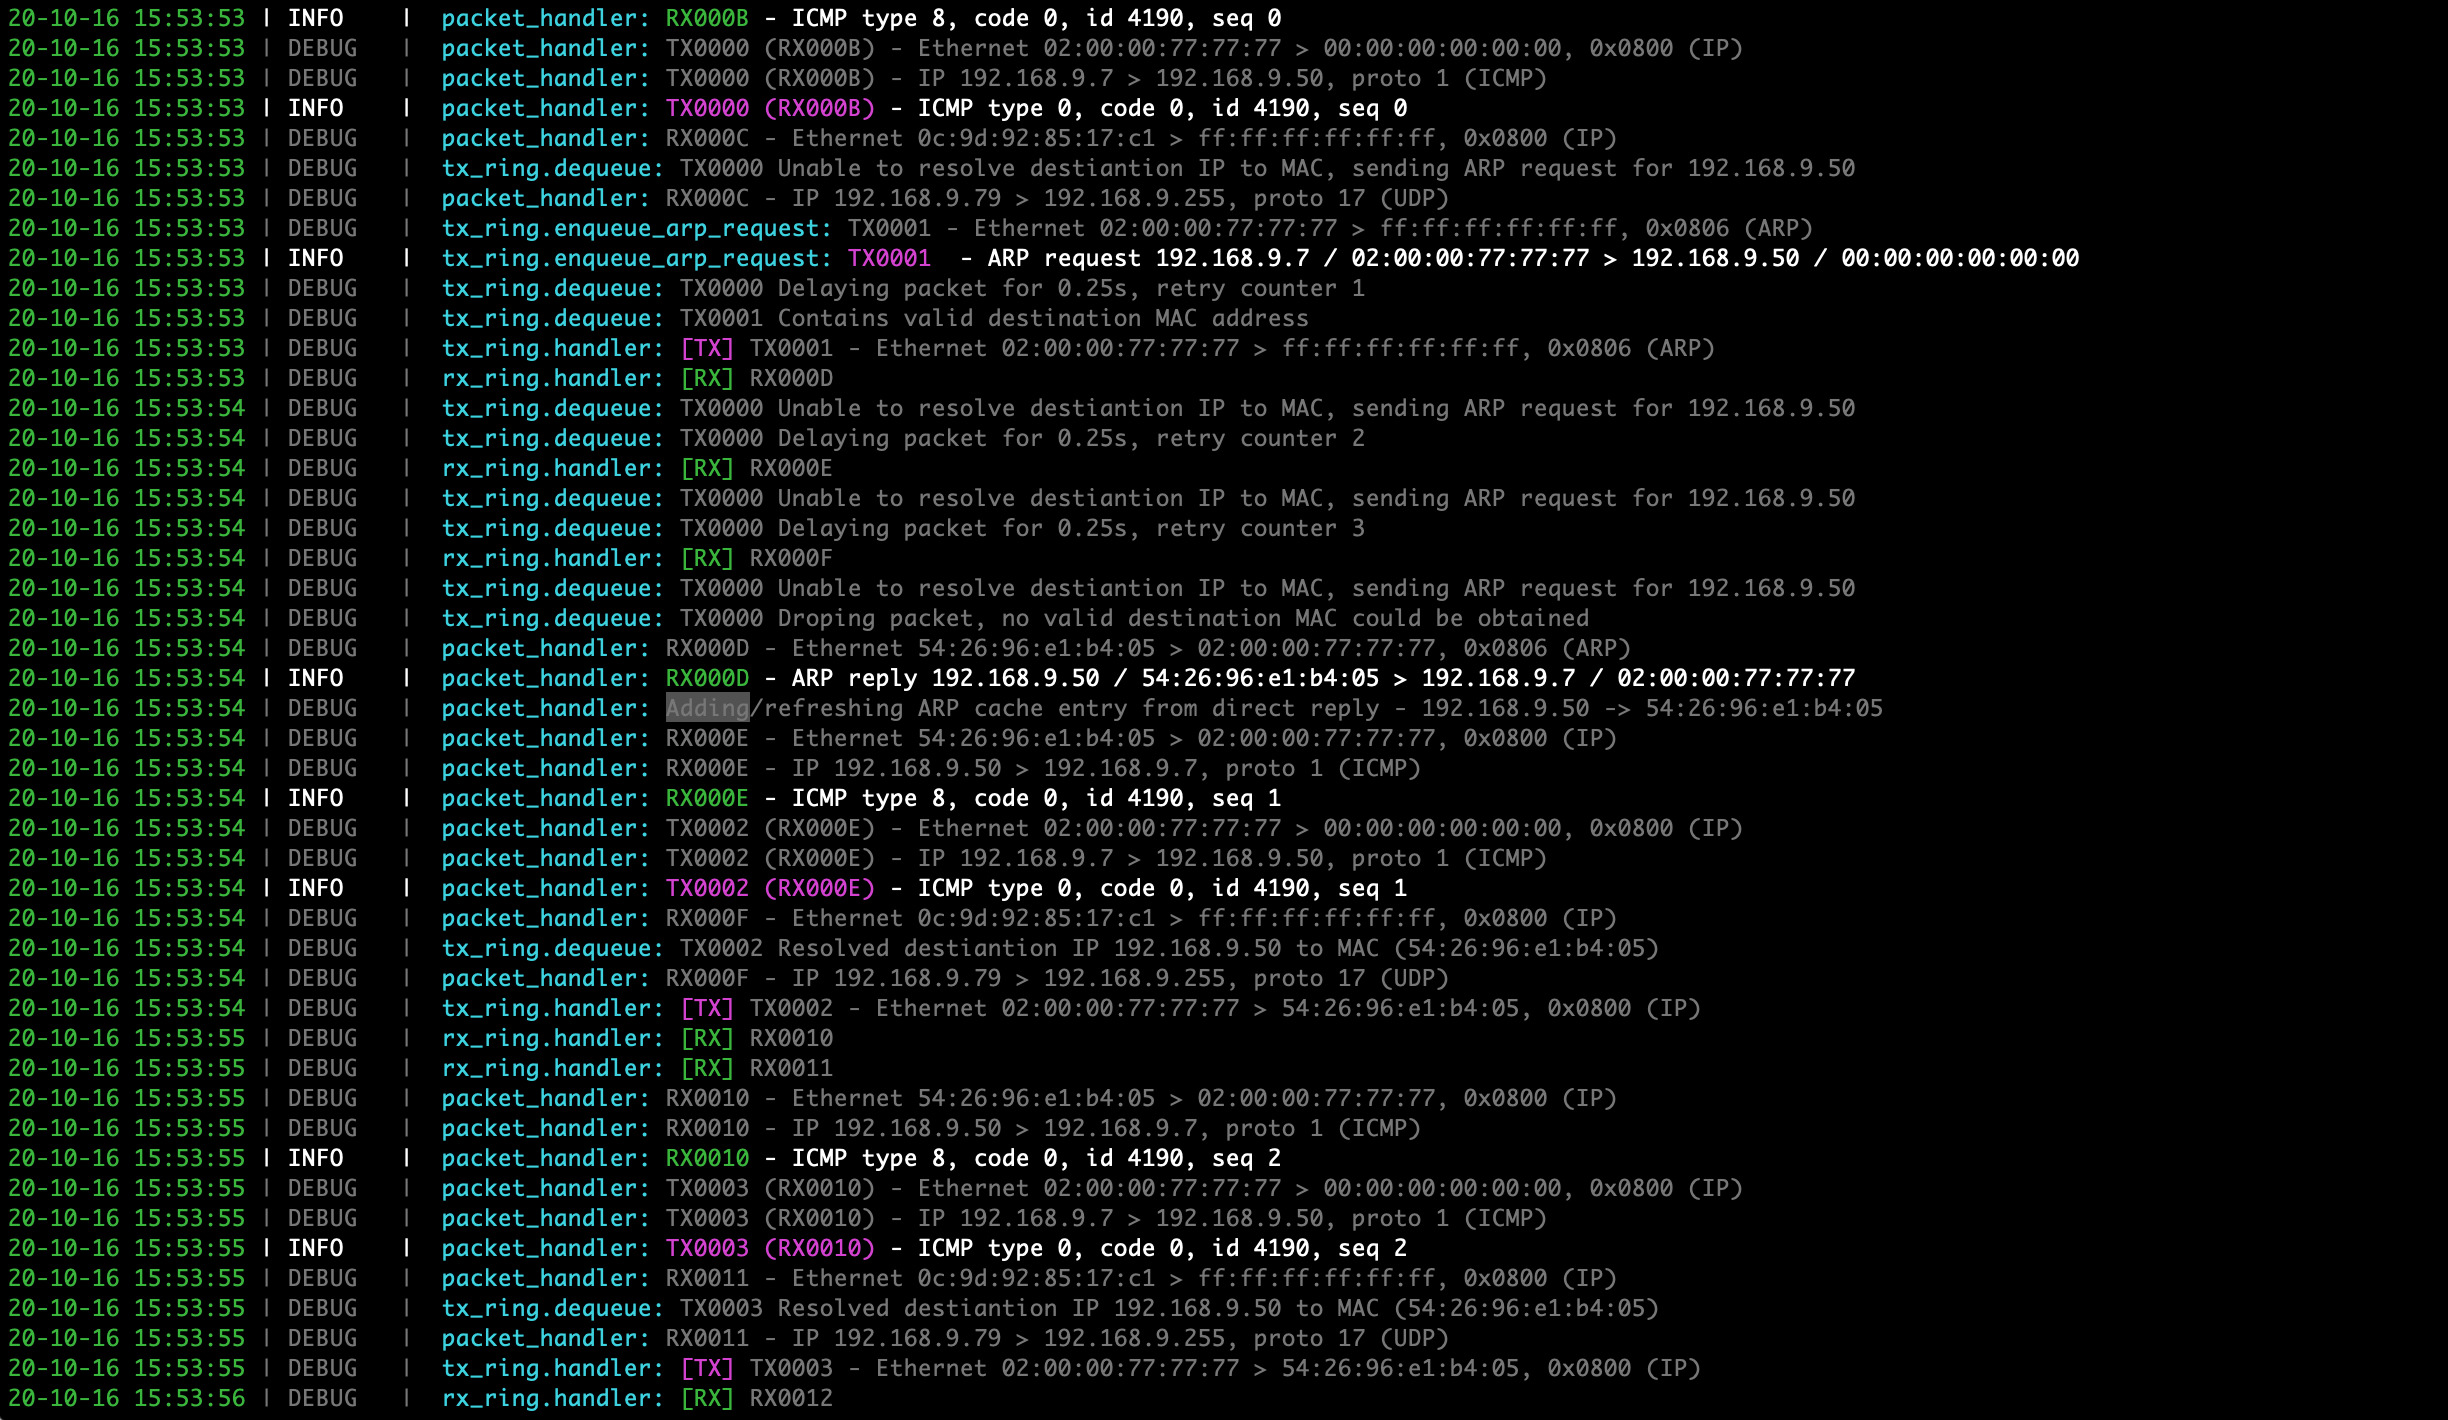 20-10-16 15:53:53 | INFO | packet_handler: RX000B - ICMP type 8, code 0, id 4190, seq 0
20-10-16 15:53:53 | DEBUG | packet_handler: TX0000 (RX000B) - Ethernet 02:00:00:77:77:77 > 00:00:00:00:00:00, 0x0800 (IP)
20-10-16 15:53:53 | DEBUG | packet_handler: TX0000 (RX000B) - IP 192.168.9.7 > 192.168.9.50, proto 1 (ICMP)
20-10-16 15:53:53 | INFO | packet_handler: TX0000 (RX000B) - ICMP type 0, code 0, id 4190, seq 0
20-10-16 15:53:53 | DEBUG | packet_handler: RX000C - Ethernet 0c:9d:92:85:17:c1 > ff:ff:ff:ff:ff:ff, 0x0800 (IP)
20-10-16 15:53:53 | DEBUG | tx_ring.dequeue: TX0000 Unable to resolve destiantion IP to MAC, sending ARP request for 192.168.9.50
20-10-16 15:53:53 | DEBUG | packet_handler: RX000C - IP 192.168.9.79 > 192.168.9.255, proto 17 (UDP)
20-10-16 15:53:53 | DEBUG | tx_ring.enqueue_arp_request: TX0001 - Ethernet 02:00:00:77:77:77 > ff:ff:ff:ff:ff:ff, 0x0806 (ARP)
20-10-16 15:53:53 | INFO | tx_ring.enqueue_arp_request: TX0001 - ARP request 192.168.9.7 / 02:00:00:77:77:77 > 192.168.9.50 / 00:00:00:00:00:00
20-10-16 15:53:53 | DEBUG | tx_ring.dequeue: TX0000 Delaying packet for 0.25s, retry counter 1
20-10-16 15:53:53 | DEBUG | tx_ring.dequeue: TX0001 Contains valid destination MAC address
20-10-16 15:53:53 | DEBUG | tx_ring.handler: [TX] TX0001 - Ethernet 02:00:00:77:77:77 > ff:ff:ff:ff:ff:ff, 0x0806 (ARP)
20-10-16 15:53:53 | DEBUG | rx_ring.handler: [RX] RX000D
20-10-16 15:53:54 | DEBUG | tx_ring.dequeue: TX0000 Unable to resolve destiantion IP to MAC, sending ARP request for 192.168.9.50
20-10-16 15:53:54 | DEBUG | tx_ring.dequeue: TX0000 Delaying packet for 0.25s, retry counter 2
20-10-16 15:53:54 | DEBUG | rx_ring.handler: [RX] RX000E
20-10-16 15:53:54 | DEBUG | tx_ring.dequeue: TX0000 Unable to resolve destiantion IP to MAC, sending ARP request for 192.168.9.50
20-10-16 15:53:54 | DEBUG | tx_ring.dequeue: TX0000 Delaying packet for 0.25s, retry counter 3
20-10-16 15:53:54 | DEBUG | rx_ring.handler: [RX] RX000F
20-10-16 15:53:54 | DEBUG | tx_ring.dequeue: TX0000 Unable to resolve destiantion IP to MAC, sending ARP request for 192.168.9.50
20-10-16 15:53:54 | DEBUG | tx_ring.dequeue: TX0000 Droping packet, no valid destination MAC could be obtained
20-10-16 15:53:54 | DEBUG | packet_handler: RX000D - Ethernet 54:26:96:e1:b4:05 > 02:00:00:77:77:77, 0x0806 (ARP)
20-10-16 15:53:54 | INFO | packet_handler: RX000D - ARP reply 192.168.9.50 / 54:26:96:e1:b4:05 > 192.168.9.7 / 02:00:00:77:77:77
20-10-16 15:53:54 | DEBUG | packet_handler: Adding/refreshing ARP cache entry from direct reply - 192.168.9.50 -> 54:26:96:e1:b4:05
20-10-16 15:53:54 | DEBUG | packet_handler: RX000E - Ethernet 54:26:96:e1:b4:05 > 02:00:00:77:77:77, 0x0800 (IP)
20-10-16 15:53:54 | DEBUG | packet_handler: RX000E - IP 192.168.9.50 > 192.168.9.7, proto 1 (ICMP)
20-10-16 15:53:54 | INFO | packet_handler: RX000E - ICMP type 8, code 0, id 4190, seq 1
20-10-16 15:53:54 | DEBUG | packet_handler: TX0002 (RX000E) - Ethernet 02:00:00:77:77:77 > 00:00:00:00:00:00, 0x0800 (IP)
20-10-16 15:53:54 | DEBUG | packet_handler: TX0002 (RX000E) - IP 192.168.9.7 > 192.168.9.50, proto 1 (ICMP)
20-10-16 15:53:54 | INFO | packet_handler: TX0002 (RX000E) - ICMP type 0, code 0, id 4190, seq 1
20-10-16 15:53:54 | DEBUG | packet_handler: RX000F - Ethernet 0c:9d:92:85:17:c1 > ff:ff:ff:ff:ff:ff, 0x0800 (IP)
20-10-16 15:53:54 | DEBUG | tx_ring.dequeue: TX0002 Resolved destiantion IP 192.168.9.50 to MAC (54:26:96:e1:b4:05)
20-10-16 15:53:54 | DEBUG | packet_handler: RX000F - IP 192.168.9.79 > 192.168.9.255, proto 17 (UDP)
20-10-16 15:53:54 | DEBUG | tx_ring.handler: [TX] TX0002 - Ethernet 02:00:00:77:77:77 > 54:26:96:e1:b4:05, 0x0800 (IP)
20-10-16 15:53:55 | DEBUG | rx_ring.handler: [RX] RX0010
20-10-16 15:53:55 | DEBUG | rx_ring.handler: [RX] RX0011
20-10-16 15:53:55 | DEBUG | packet_handler: RX0010 - Ethernet 54:26:96:e1:b4:05 > 02:00:00:77:77:77, 0x0800 (IP)
20-10-16 15:53:55 | DEBUG | packet_handler: RX0010 - IP 192.168.9.50 > 192.168.9.7, proto 1 (ICMP)
20-10-16 15:53:55 | INFO | packet_handler: RX0010 - ICMP type 8, code 0, id 4190, seq 2
20-10-16 15:53:55 | DEBUG | packet_handler: TX0003 (RX0010) - Ethernet 02:00:00:77:77:77 > 00:00:00:00:00:00, 0x0800 (IP)
20-10-16 15:53:55 | DEBUG | packet_handler: TX0003 (RX0010) - IP 192.168.9.7 > 192.168.9.50, proto 1 (ICMP)
20-10-16 15:53:55 | INFO | packet_handler: TX0003 (RX0010) - ICMP type 0, code 0, id 4190, seq 2
20-10-16 15:53:55 | DEBUG | packet_handler: RX0011 - Ethernet 0c:9d:92:85:17:c1 > ff:ff:ff:ff:ff:ff, 0x0800 (IP)
20-10-16 15:53:55 | DEBUG | tx_ring.dequeue: TX0003 Resolved destiantion IP 192.168.9.50 to MAC (54:26:96:e1:b4:05)
20-10-16 15:53:55 | DEBUG | packet_handler: RX0011 - IP 192.168.9.79 > 192.168.9.255, proto 17 (UDP)
20-10-16 15:53:55 | DEBUG | tx_ring.handler: [TX] TX0003 - Ethernet 02:00:00:77:77:77 > 54:26:96:e1:b4:05, 0x0800 (IP)
20-10-16 15:53:56 | DEBUG | rx_ring.handler: [RX] RX0012